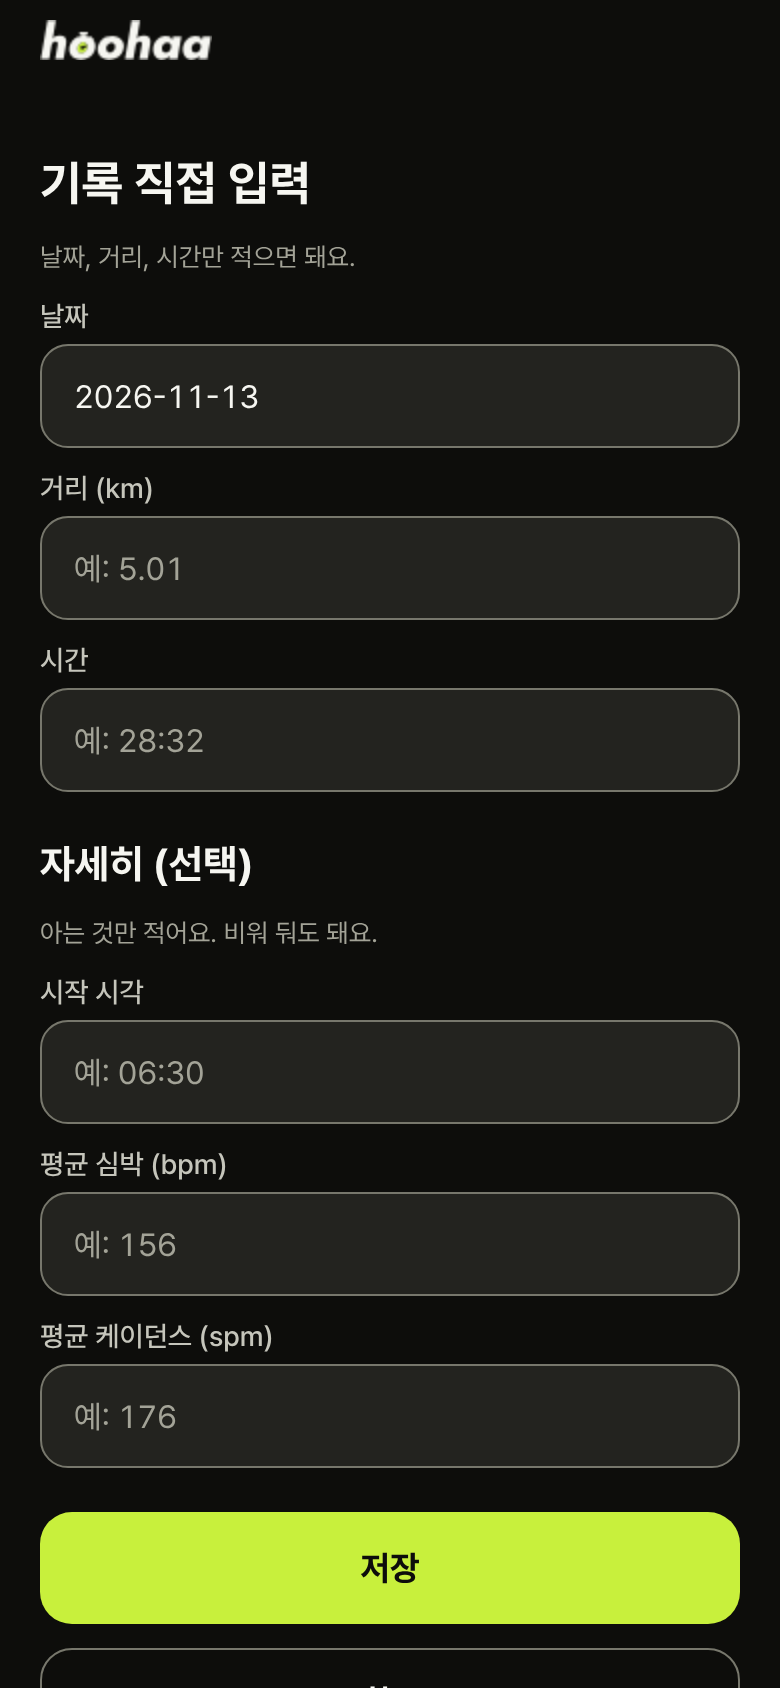 hoohaa
기록 직접 입력
날짜, 거리, 시간만 적으면 돼요.
날짜
2026-11-13
거리 (km)
예: 5.01
시간
예: 28:32
자세히 (선택)
아는 것만 적어요. 비워 둬도 돼요.
시작 시각
예: 06:30
평균 심박 (bpm)
예: 156
평균 케이던스 (spm)
예: 176
저장